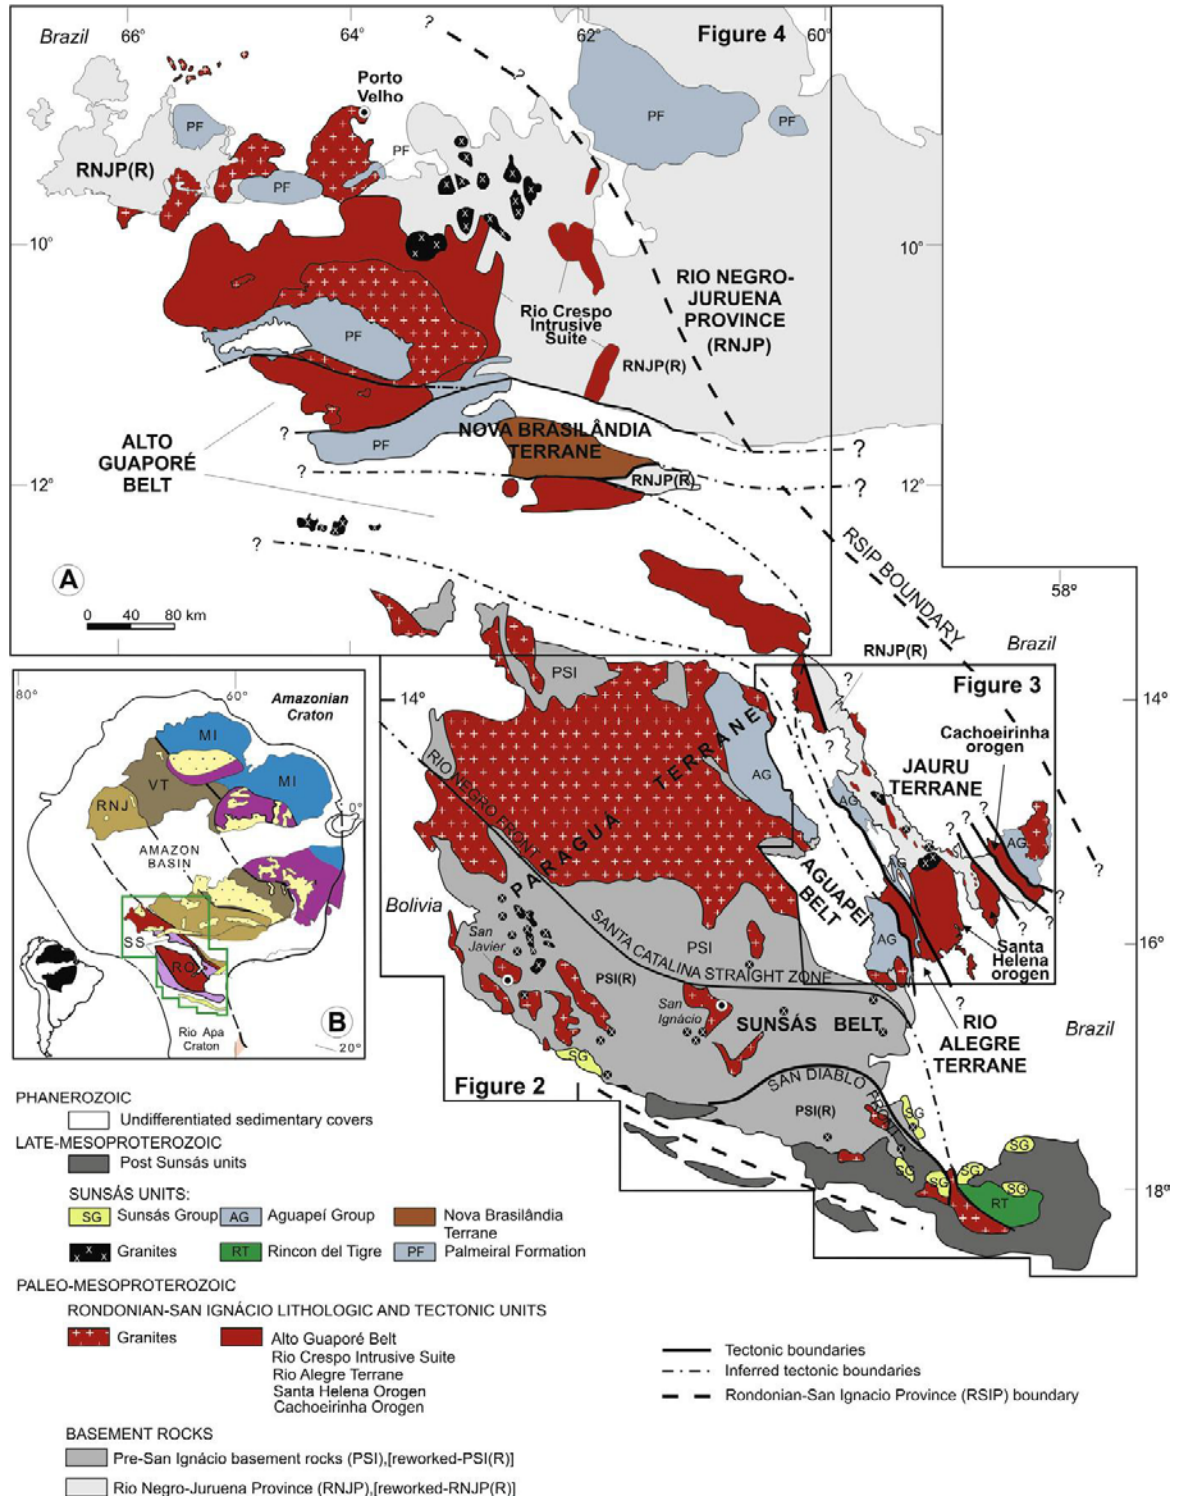 Brazil
66°
64°
62°
60°
Figure 4
?
?
Porto
Velho
PF
PF
PF
PF
PF
RNJP(R)
10°
10°
RIO NEGRO-
JURUENA
PROVINCE
(RNJP)
Rio Crespo
Intrusive
Suite
PF
RNJP(R)
ALTO
GUAPORÉ
BELT
?
PF
NOVA BRASILÂNDIA
TERRANE
?
?
RNJP(R)
?
12°
12°
?
RSIP BOUNDARY
A
0 40 80 km
58°
Brazil
RNJP(R)
PSI
?
Figure 3
14°
14°
?
Cachoeirinha
orogen
JAURU
TERRANE
RIO NEGRO FRONT
PARAGUÁ TERRANE
AG
AG
AG
AG
AG
?
?
?
?
?
?
?
AGUAPEÍ
BELT
Bolivia
San
Javier
PSI
SANTA CATALINA STRAIGHT ZONE
PSI(R)
16°
Santa
Helena
orogen
San
Ignácio
SUNSÁS BELT
RIO
ALEGRE
TERRANE
Brazil
SG
Figure 2
SAN DIABLO FRONT
PSI(R)
SG
SG
SG
SG
SG
SG
RT
18°
80°
60°
Amazonian
Craton
MI
VT
MI
RNJ
0°
AMAZON
BASIN
SS
RO
Rio Apa
Craton
B
20°
PHANEROZOIC
Undifferentiated sedimentary covers
LATE-MESOPROTEROZOIC
Post Sunsás units
SUNSÁS UNITS:
SG Sunsás Group AG Aguapeí Group Nova Brasilândia
Terrane
Granites RT Rincon del Tigre PF Palmeiral Formation
PALEO-MESOPROTEROZOIC
RONDONIAN-SAN IGNÁCIO LITHOLOGIC AND TECTONIC UNITS
Granites Alto Guaporé Belt
Rio Crespo Intrusive Suite
Rio Alegre Terrane
Santa Helena Orogen
Cachoeirinha Orogen
Tectonic boundaries
Inferred tectonic boundaries
Rondonian-San Ignacio Province (RSIP) boundary
BASEMENT ROCKS
Pre-San Ignácio basement rocks (PSI),[reworked-PSI(R)]
Rio Negro-Juruena Province (RNJP),[reworked-RNJP(R)]